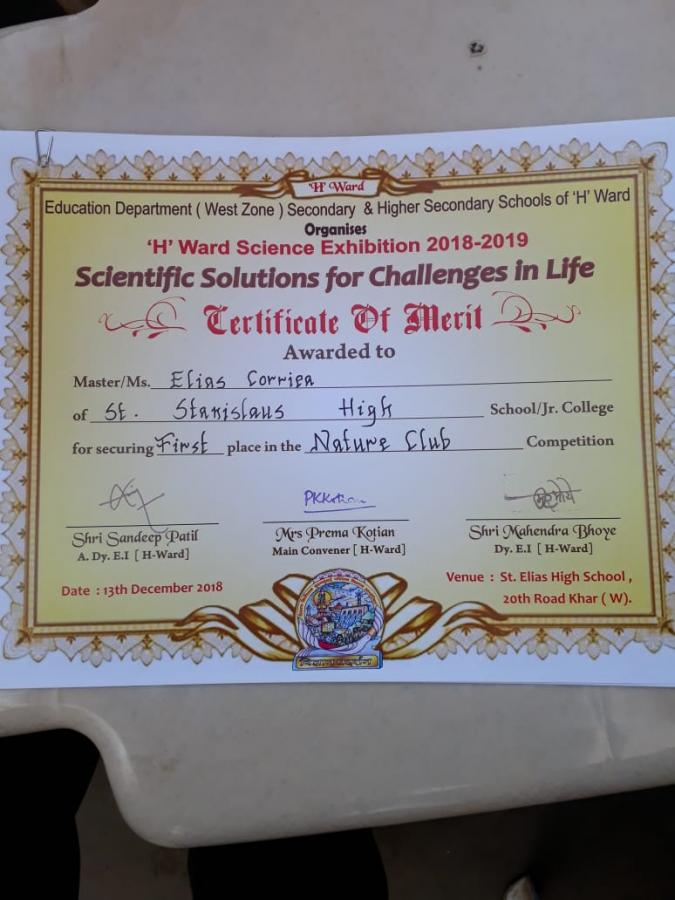 'H' Ward
Education Department ( West Zone ) Secondary & Higher Secondary Schools of 'H' Ward
Organises
'H' Ward Science Exhibition 2018-2019
Scientific Solutions for Challenges in Life
Certificate Of Merit
Awarded to
Master/Ms. Elias Correia
of St. Stanislaus High School/Jr. College
for securing First place in the Nature Club Competition
PKKotian
Shri Sandeep Patil Mrs Prema Kotian Shri Mahendra Bhoye
A. Dy. E.I [ H-Ward] Main Convener [ H-Ward] Dy. E.I [ H-Ward]
Date : 13th December 2018 Venue : St. Elias High School ,
20th Road Khar ( W).